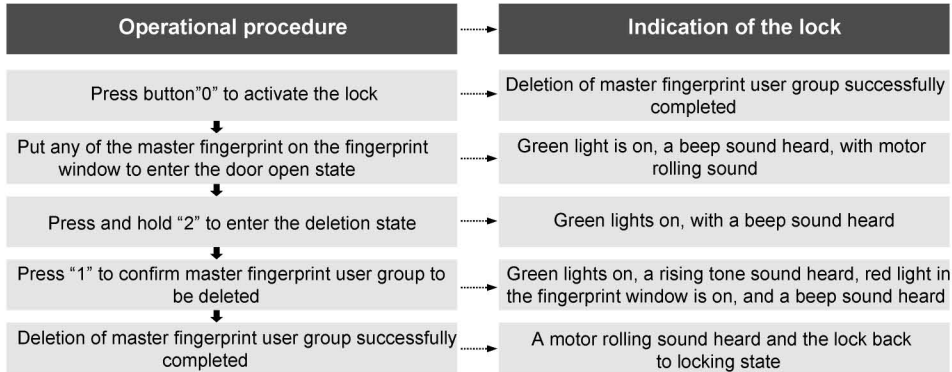 Operational procedure
Indication of the lock
Press button"0" to activate the lock
Deletion of master fingerprint user group successfully
completed
Put any of the master fingerprint on the fingerprint
window to enter the door open state
Green light is on, a beep sound heard, with motor
rolling sound
Press and hold “2” to enter the deletion state
Green lights on, with a beep sound heard
Press “1” to confirm master fingerprint user group to
be deleted
Green lights on, a rising tone sound heard, red light in
the fingerprint window is on, and a beep sound heard
Deletion of master fingerprint user group successfully
completed
A motor rolling sound heard and the lock back
to locking state